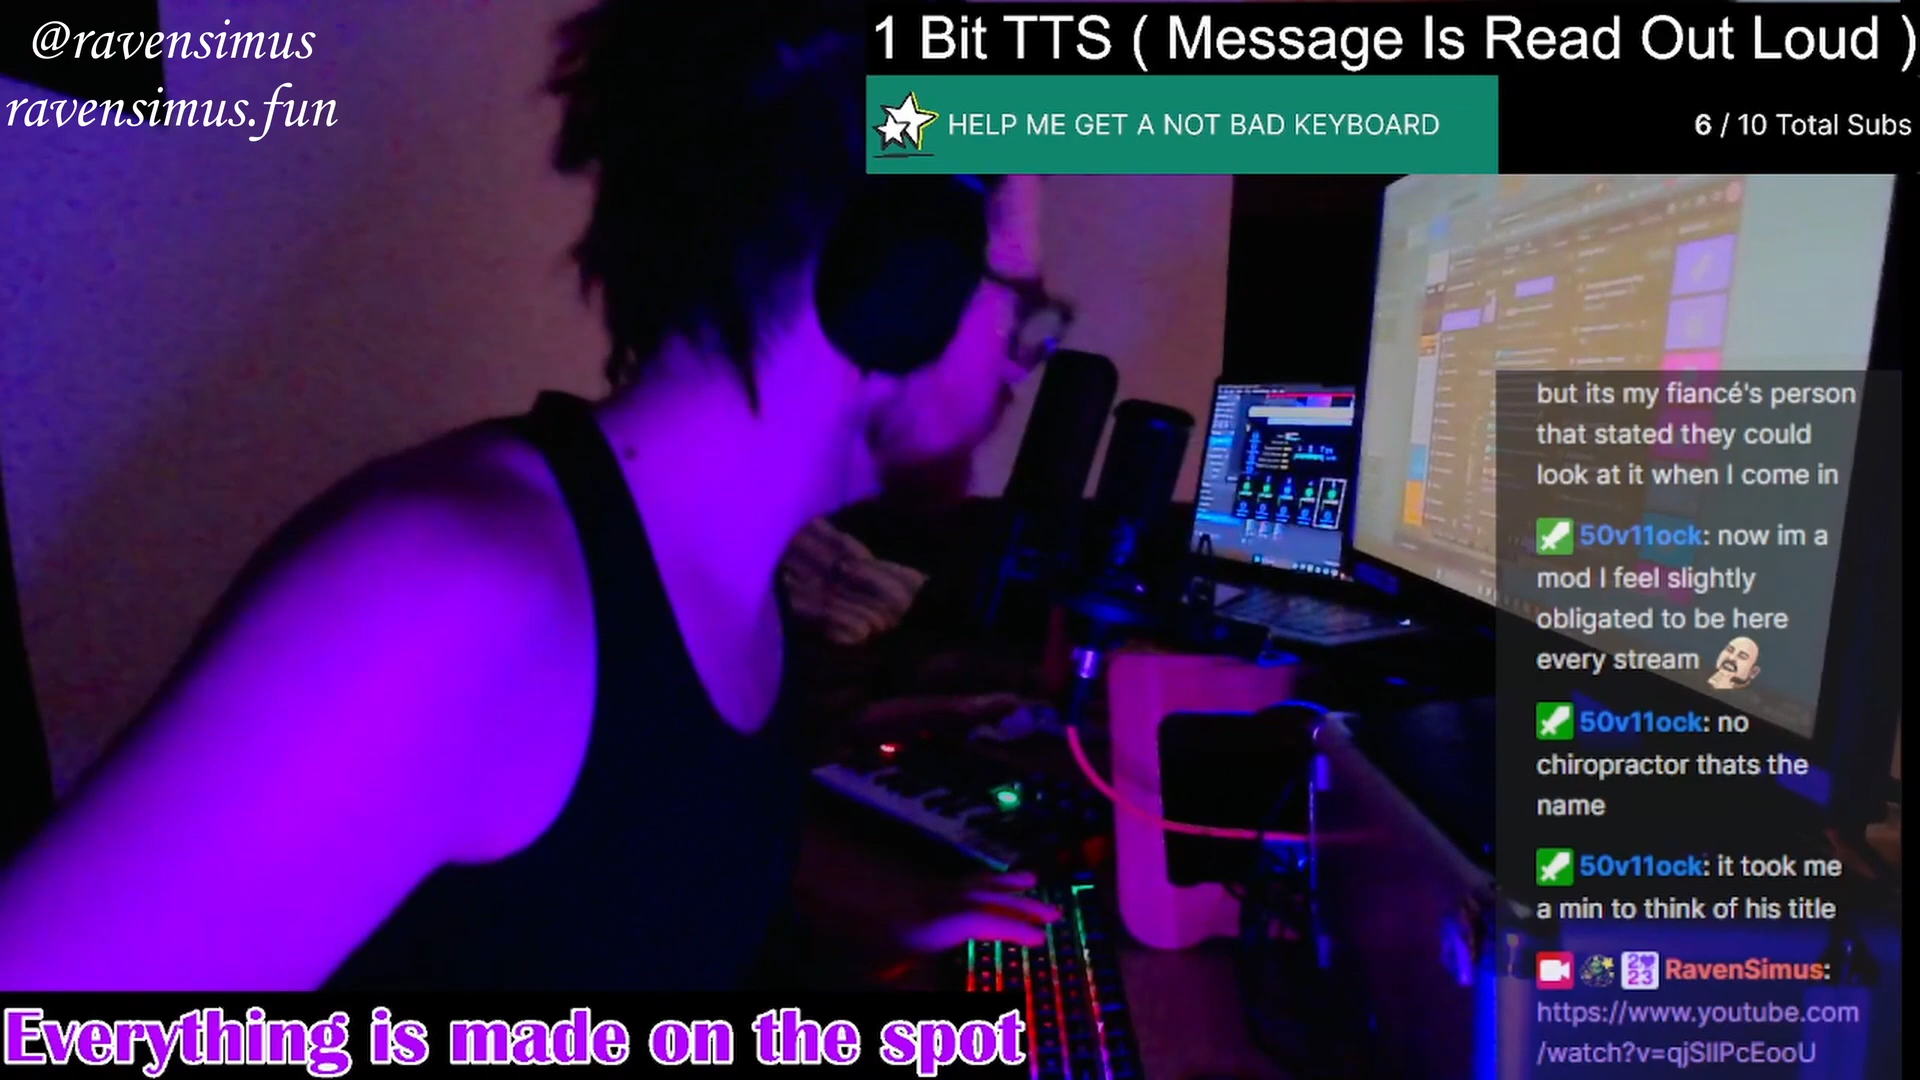 @ravensimus
ravensimus.fun
1 Bit TTS ( Message Is Read Out Loud )
HELP ME GET A NOT BAD KEYBOARD
6 / 10 Total Subs
but its my fiancé's person
that stated they could
look at it when I come in
50v11ock: now im a
mod I feel slightly
obligated to be here
every stream
50v11ock: no
chiropractor thats the
name
50v11ock: it took me
a min to think of his title
RavenSimus:
https://www.youtube.com
/watch?v=qjSIlPcEooU
Everything is made on the spot